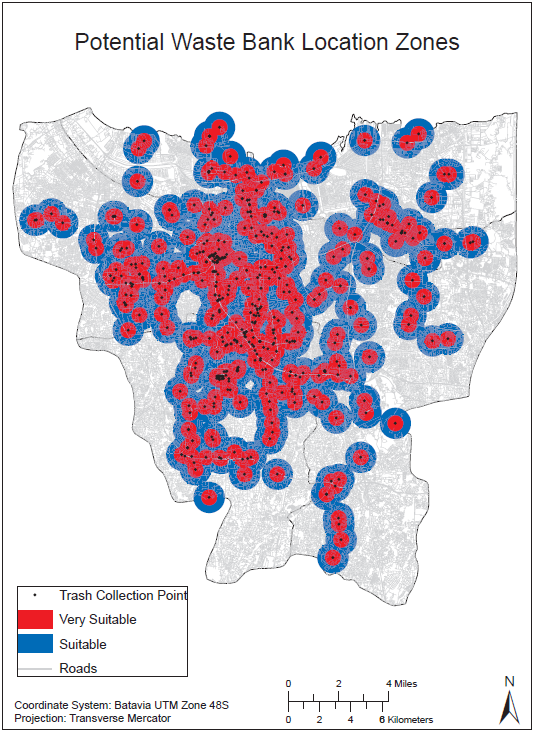 Potential Waste Bank Location Zones
Trash Collection Point
Very Suitable
Suitable
Roads
Coordinate System: Batavia UTM Zone 48S
Projection: Transverse Mercator
0 2 4 Miles
0 2 4 6 Kilometers
N